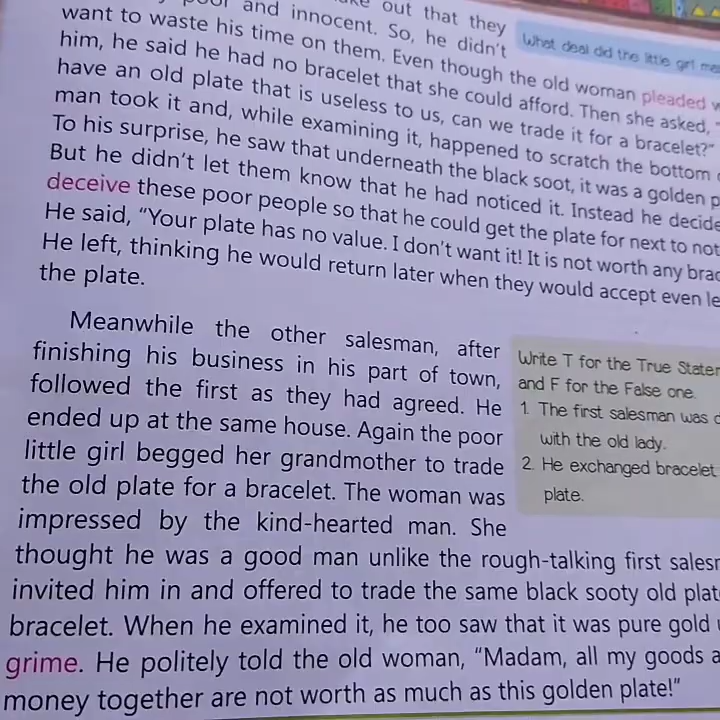 out that they
and innocent. So, he didn't
want to waste his time on them. Even though the old woman pleaded
him, he said he had no bracelet that she could afford. Then she asked,
have an old plate that is useless to us, can we trade it for a bracelet?"
man took it and, while examining it, happened to scratch the bottom
To his surprise, he saw that underneath the black soot, it was a golden
But he didn't let them know that he had noticed it. Instead he
deceive these poor people so that he could get the plate for next to
He said, "Your plate has no value. I don't want it! It is not worth any
He left, thinking he would return later when they would accept even
the plate.
What deal did the little girl
Meanwhile the other salesman, after
finishing his business in his part of town,
followed the first as they had agreed. He
ended up at the same house. Again the poor
little girl begged her grandmother to trade
the old plate for a bracelet. The woman was
impressed by the kind-hearted man. She
thought he was a good man unlike the rough-talking first
invited him in and offered to trade the same black sooty old
bracelet. When he examined it, he too saw that it was pure gold
grime. He politely told the old woman, "Madam, all my goods
money together are not worth as much as this golden plate!"
Write T for the True
and F for the False one.
1. The first salesman was
with the old lady.
2. He exchanged bracelet
plate.